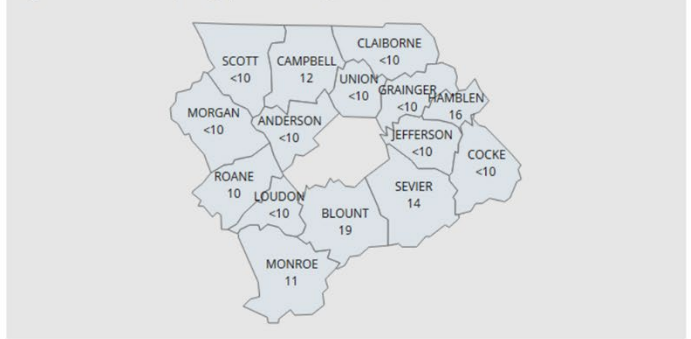 CLAIBORNE
<10
SCOTT
<10
CAMPBELL
12
UNION
<10
GRAINGER
<10
HAMBLEN
16
MORGAN
<10
ANDERSON
<10
JEFFERSON
<10
COCKE
<10
ROANE
10
LOUDON
<10
SEVIER
14
BLOUNT
19
MONROE
11